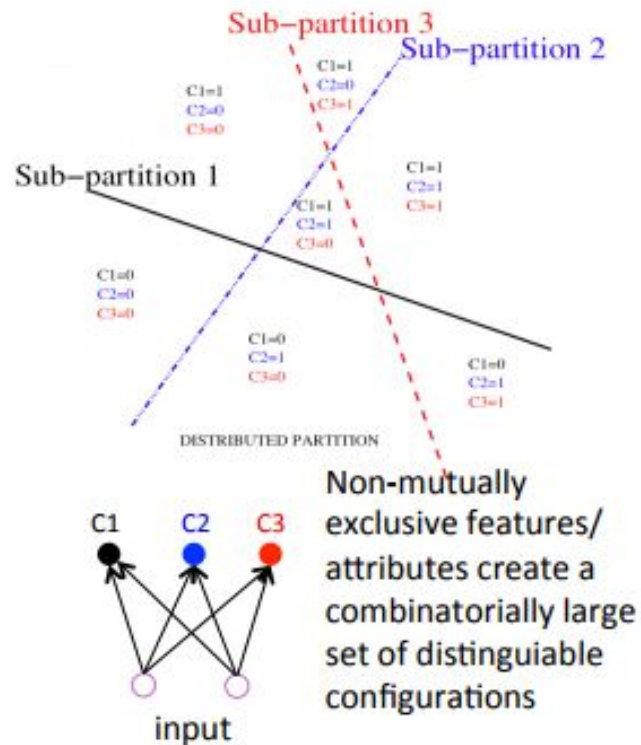 Sub-partition 3
Sub-partition 2
C1=1
C2=0
C3=0
C1=1
C2=0
C3=1
Sub-partition 1
C1=1
C2=1
C3=1
C1=1
C2=1
C3=0
C1=0
C2=0
C3=0
C1=0
C2=1
C3=0
C1=0
C2=1
C3=1
DISTRIBUTED PARTITION
C1 C2 C3
input
Non-mutually
exclusive features/
attributes create a
combinatorially large
set of distinguiable
configurations